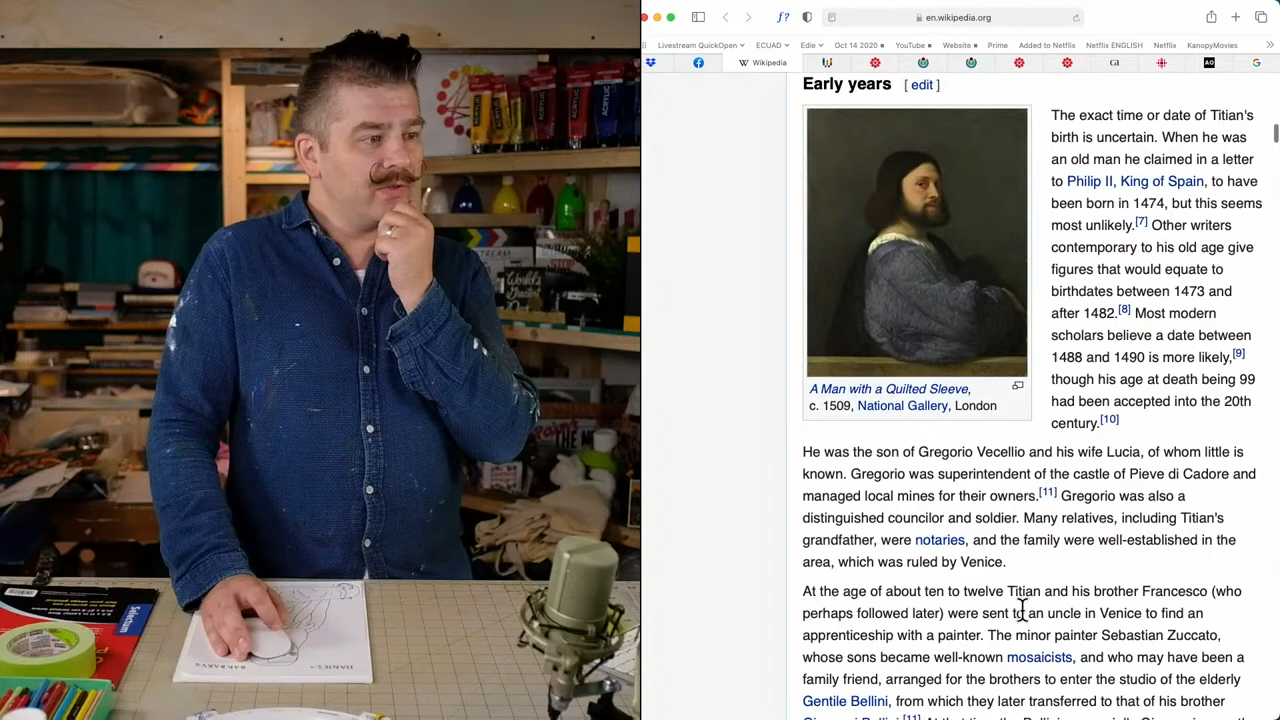 en.wikipedia.org
Livestream QuickOpen ECUAD Edie Oct 14 2020 YouTube Website Prime Added to Netflix Netflix ENGLISH Netflix KanopyMovies
Wikipedia
Early years [ edit ]
The exact time or date of Titian's
birth is uncertain. When he was
an old man he claimed in a letter
to Philip II, King of Spain, to have
been born in 1474, but this seems
most unlikely.[7] Other writers
contemporary to his old age give
figures that would equate to
birthdates between 1473 and
after 1482.[8] Most modern
scholars believe a date between
1488 and 1490 is more likely,[9]
though his age at death being 99
had been accepted into the 20th
century.[10]
A Man with a Quilted Sleeve,
c. 1509, National Gallery, London
He was the son of Gregorio Vecellio and his wife Lucia, of whom little is
known. Gregorio was superintendent of the castle of Pieve di Cadore and
managed local mines for their owners.[11] Gregorio was also a
distinguished councilor and soldier. Many relatives, including Titian's
grandfather, were notaries, and the family were well-established in the
area, which was ruled by Venice.
At the age of about ten to twelve Titian and his brother Francesco (who
perhaps followed later) were sent to an uncle in Venice to find an
apprenticeship with a painter. The minor painter Sebastian Zuccato,
whose sons became well-known mosaicists, and who may have been a
family friend, arranged for the brothers to enter the studio of the elderly
Gentile Bellini, from which they later transferred to that of his brother
ACRYLIC
World's
Greatest
BARABABVS
DANIEL